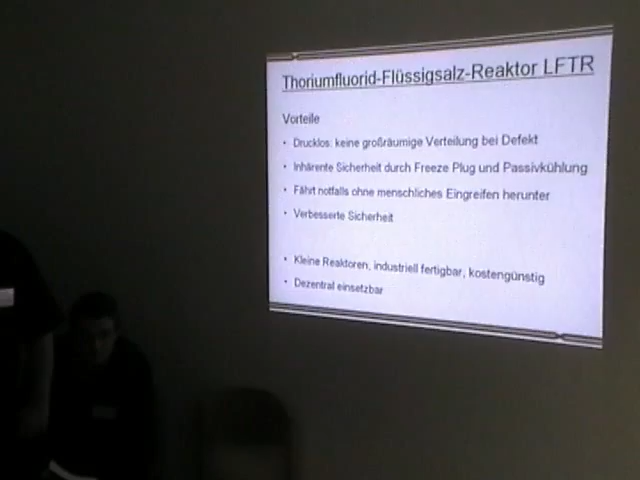 Thoriumfluorid-Flüssigsalz-Reaktor LFTR
Vorteile
• Drucklos: keine großräumige Verteilung bei Defekt
• Inhärente Sicherheit durch Freeze Plug und Passivkühlung
• Fährt notfalls ohne menschliches Eingreifen herunter
• Verbesserte Sicherheit
• Kleine Reaktoren, industriell fertigbar, kostengünstig
• Dezentral einsetzbar